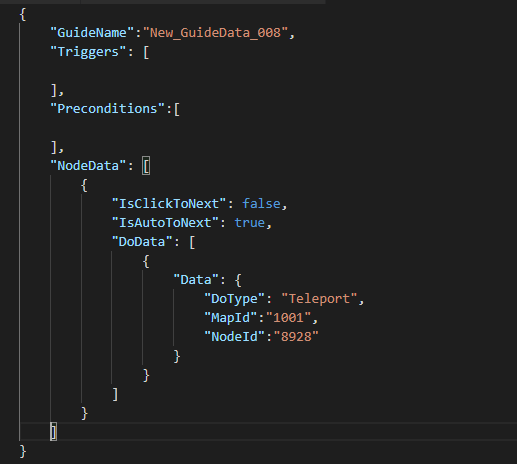 {
"GuideName":"New_GuideData_008",
"Triggers": [
],
"Preconditions":[
],
"NodeData": [
{
"IsClickToNext": false,
"IsAutoToNext": true,
"DoData": [
{
"Data": {
"DoType": "Teleport",
"MapId":"1001",
"NodeId":"8928"
}
}
]
}
]
}